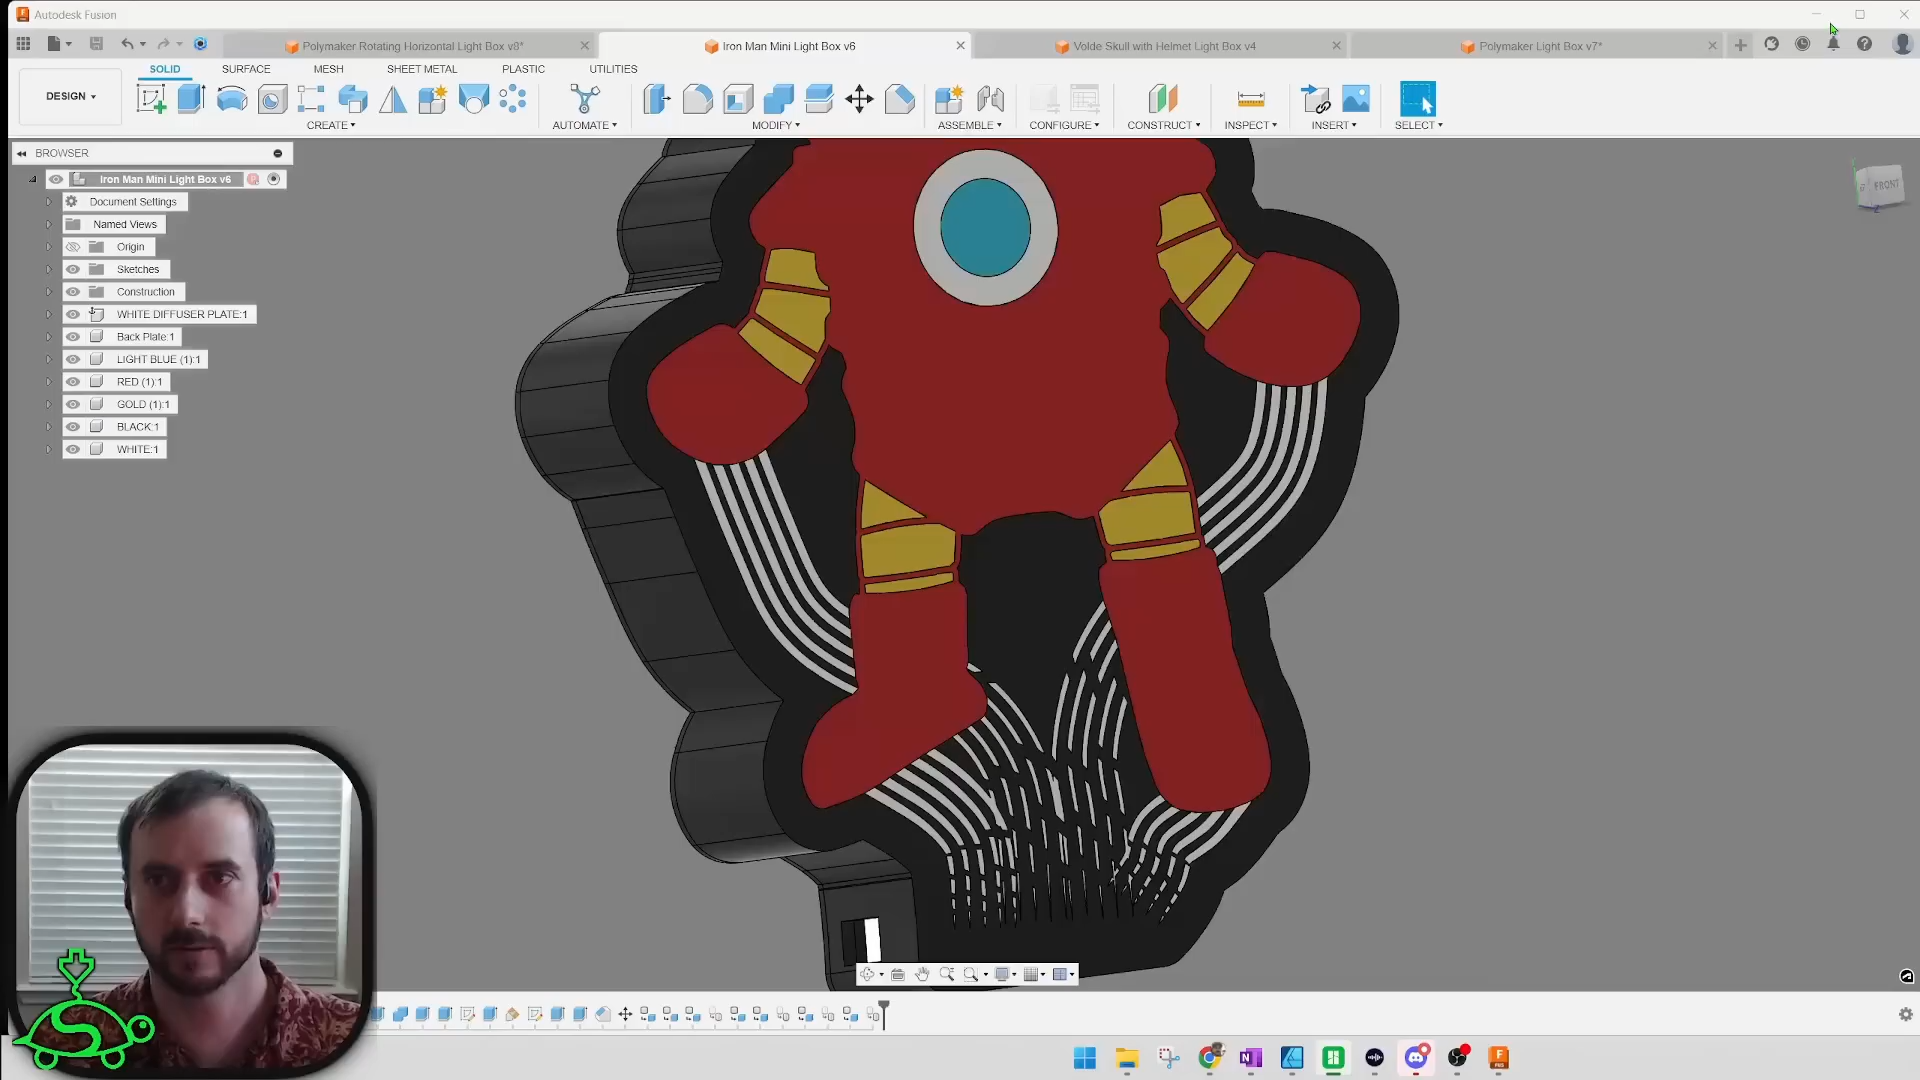 Autodesk Fusion
Polymaker Rotating Horizontal Light Box v8*
Iron Man Mini Light Box v6
Volde Skull with Helmet Light Box v4
Polymaker Light Box v7*
SOLID
SURFACE
MESH
SHEET METAL
PLASTIC
UTILITIES
DESIGN
CREATE
AUTOMATE
MODIFY
ASSEMBLE
CONFIGURE
CONSTRUCT
INSPECT
INSERT
SELECT
BROWSER
Iron Man Mini Light Box v6
Document Settings
Named Views
Origin
Sketches
Construction
WHITE DIFFUSER PLATE:1
Back Plate:1
LIGHT BLUE (1):1
RED (1):1
GOLD (1):1
BLACK:1
WHITE:1
FRONT
S